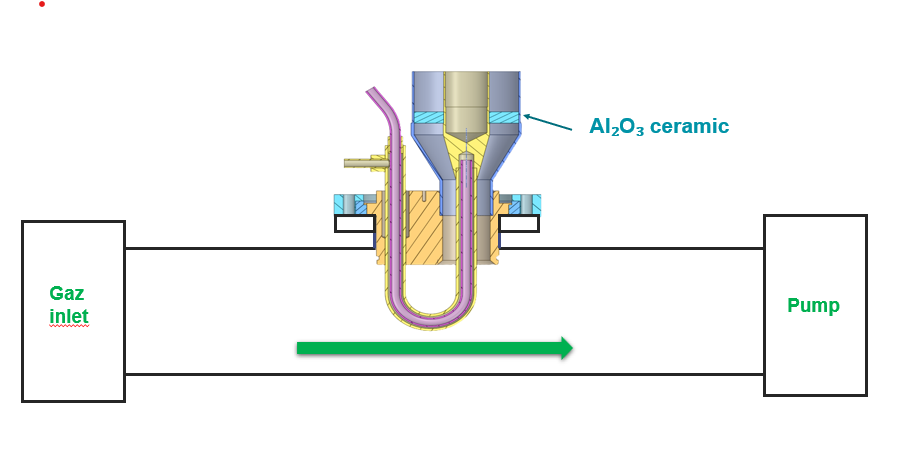 Al₂O₃ ceramic
Gaz
inlet
Pump